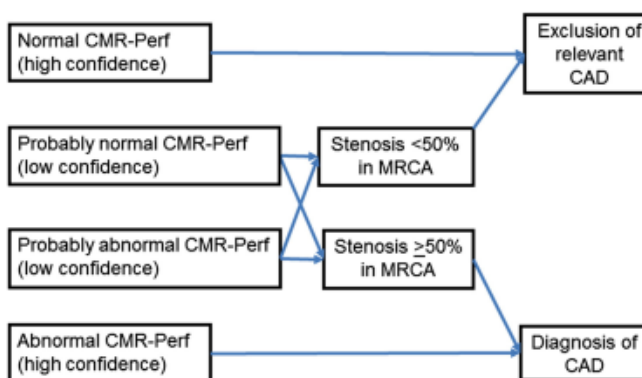 Normal CMR-Perf
(high confidence)
Exclusion of
relevant
CAD
Probably normal CMR-Perf
(low confidence)
Stenosis <50%
in MRCA
Probably abnormal CMR-Perf
(low confidence)
Stenosis ≥50%
in MRCA
Abnormal CMR-Perf
(high confidence)
Diagnosis of
CAD